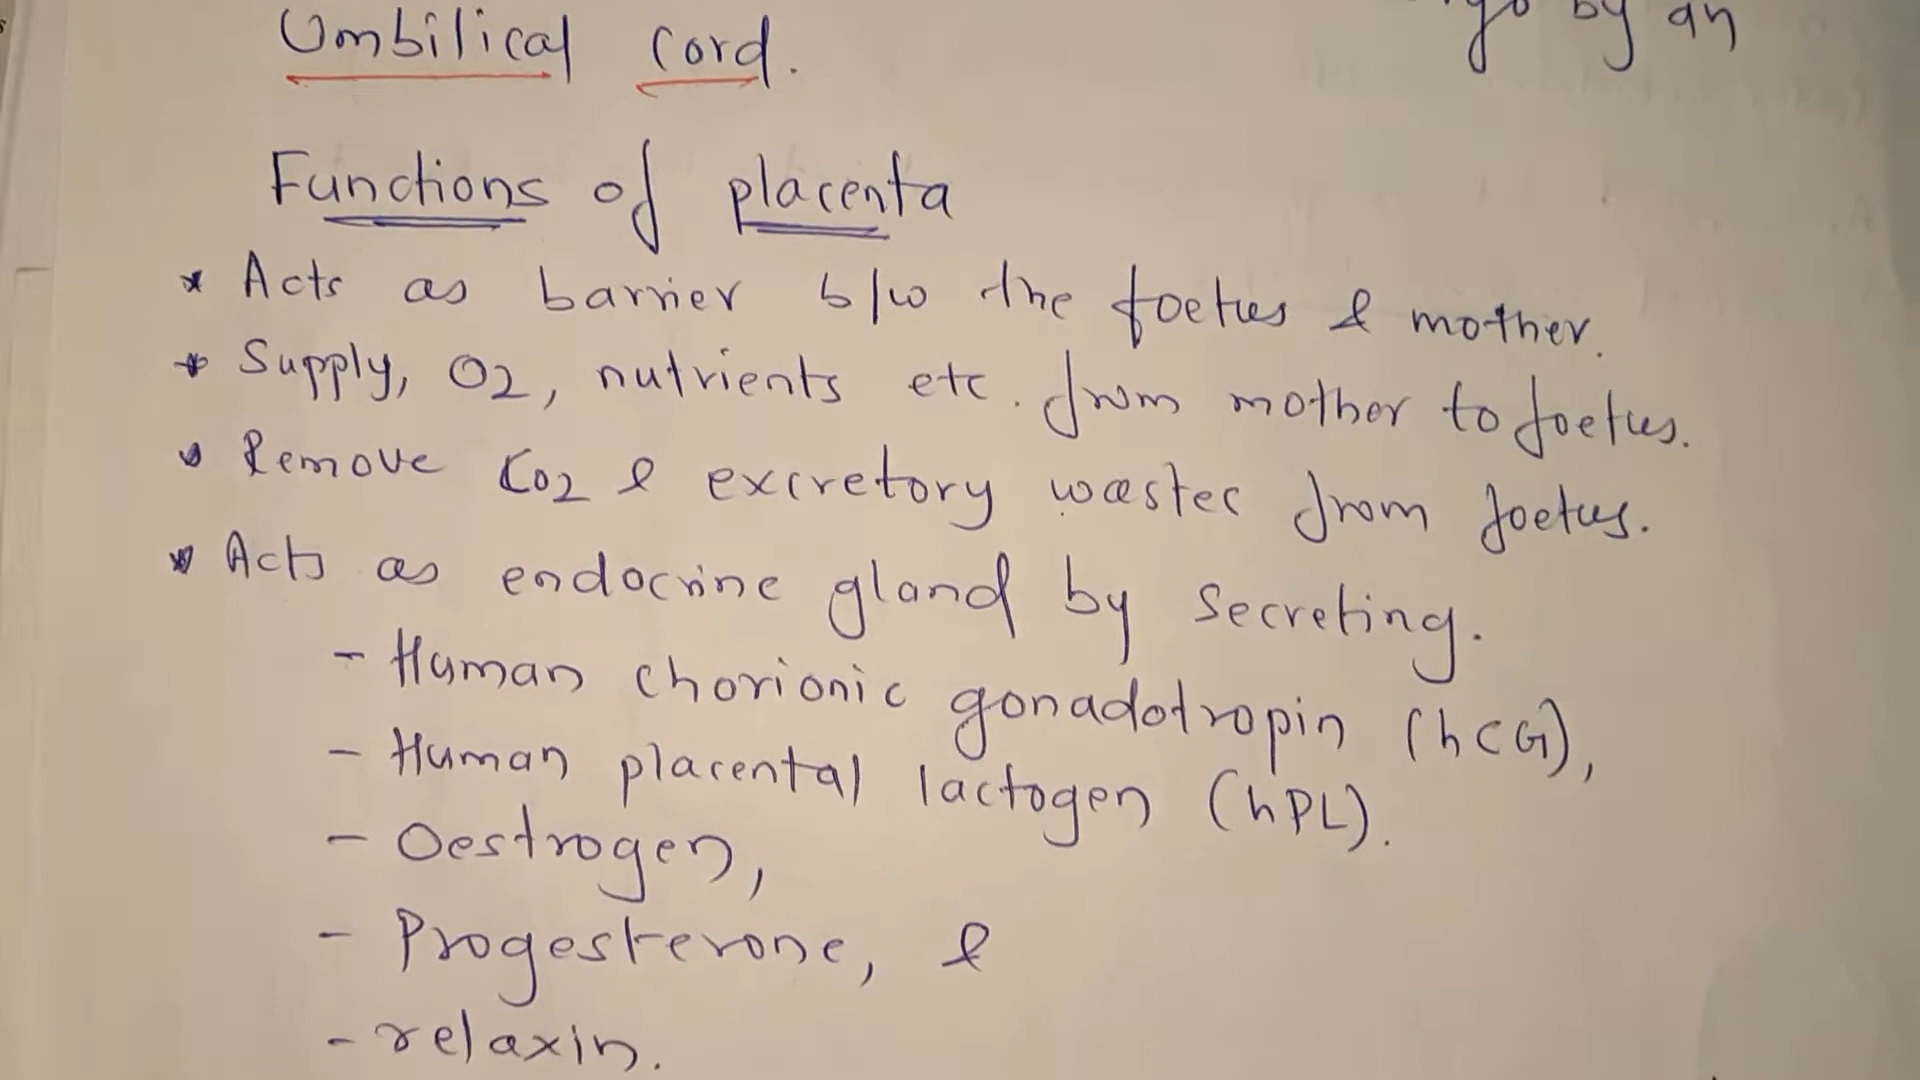 go by an
Umbilical cord.
Functions of placenta
* Acts as barrier b/w the foetus & mother.
* Supply, O2, nutrients etc. from mother to foetus.
* Remove CO2 & excretory wastes from foetus.
* Acts as endocrine gland by secreting.
- Human chorionic gonadotropin (hCG),
- Human placental lactogen (hPL).
- Oestrogen,
- Progesterone, &
- relaxin.